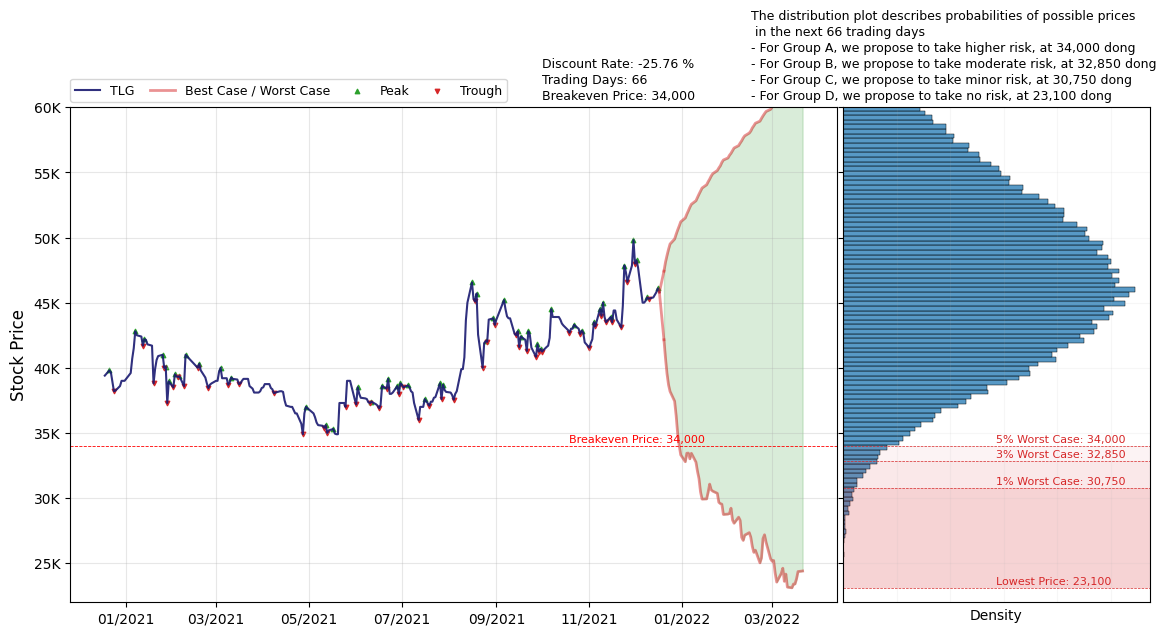 The distribution plot describes probabilities of possible prices
in the next 66 trading days
- For Group A, we propose to take higher risk, at 34,000 dong
- For Group B, we propose to take moderate risk, at 32,850 dong
- For Group C, we propose to take minor risk, at 30,750 dong
- For Group D, we propose to take no risk, at 23,100 dong
Discount Rate: -25.76 %
Trading Days: 66
Breakeven Price: 34,000
TLG
Best Case / Worst Case
Peak
Trough
60K
55K
50K
45K
40K
35K
30K
25K
Stock Price
Breakeven Price: 34,000
5% Worst Case: 34,000
3% Worst Case: 32,850
1% Worst Case: 30,750
Lowest Price: 23,100
01/2021
03/2021
05/2021
07/2021
09/2021
11/2021
01/2022
03/2022
Density